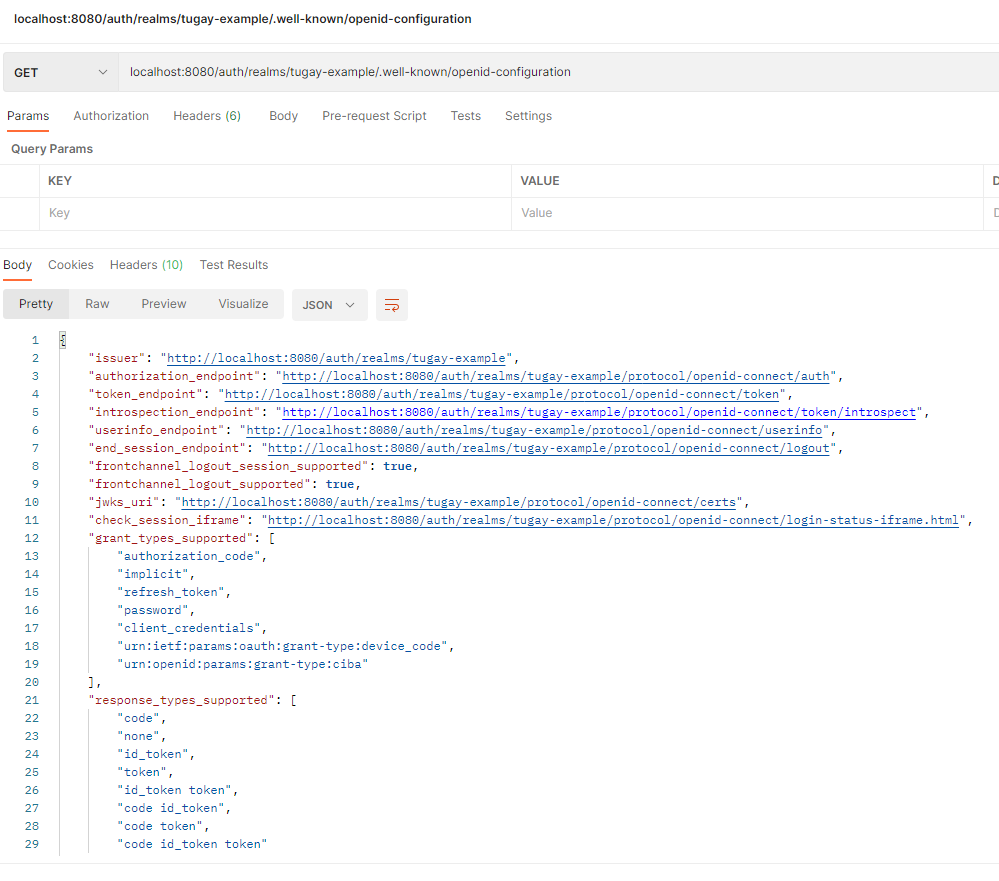 localhost:8080/auth/realms/tugay-example/.well-known/openid-configuration
GET localhost:8080/auth/realms/tugay-example/.well-known/openid-configuration
Params Authorization Headers (6) Body Pre-request Script Tests Settings
Query Params
KEY VALUE D
Key Value D
Body Cookies Headers (10) Test Results
Pretty Raw Preview Visualize JSON
1 {
2 "issuer": "http://localhost:8080/auth/realms/tugay-example",
3 "authorization_endpoint": "http://localhost:8080/auth/realms/tugay-example/protocol/openid-connect/auth",
4 "token_endpoint": "http://localhost:8080/auth/realms/tugay-example/protocol/openid-connect/token",
5 "introspection_endpoint": "http://localhost:8080/auth/realms/tugay-example/protocol/openid-connect/token/introspect",
6 "userinfo_endpoint": "http://localhost:8080/auth/realms/tugay-example/protocol/openid-connect/userinfo",
7 "end_session_endpoint": "http://localhost:8080/auth/realms/tugay-example/protocol/openid-connect/logout",
8 "frontchannel_logout_session_supported": true,
9 "frontchannel_logout_supported": true,
10 "jwks_uri": "http://localhost:8080/auth/realms/tugay-example/protocol/openid-connect/certs",
11 "check_session_iframe": "http://localhost:8080/auth/realms/tugay-example/protocol/openid-connect/login-status-iframe.html",
12 "grant_types_supported": [
13 "authorization_code",
14 "implicit",
15 "refresh_token",
16 "password",
17 "client_credentials",
18 "urn:ietf:params:oauth:grant-type:device_code",
19 "urn:openid:params:grant-type:ciba"
20 ],
21 "response_types_supported": [
22 "code",
23 "none",
24 "id_token",
25 "token",
26 "id_token token",
27 "code id_token",
28 "code token",
29 "code id_token token"